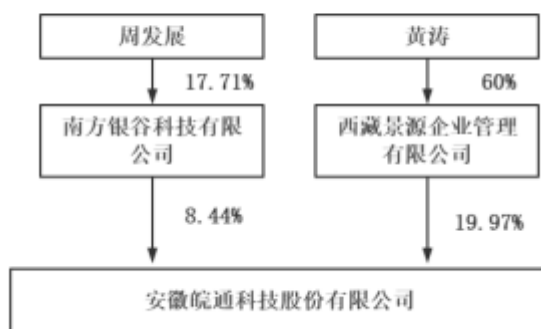 周发展
黄涛
17.71%
60%
南方银谷科技有限
公司
西藏景源企业管理
有限公司
8.44%
19.97%
安徽皖通科技股份有限公司